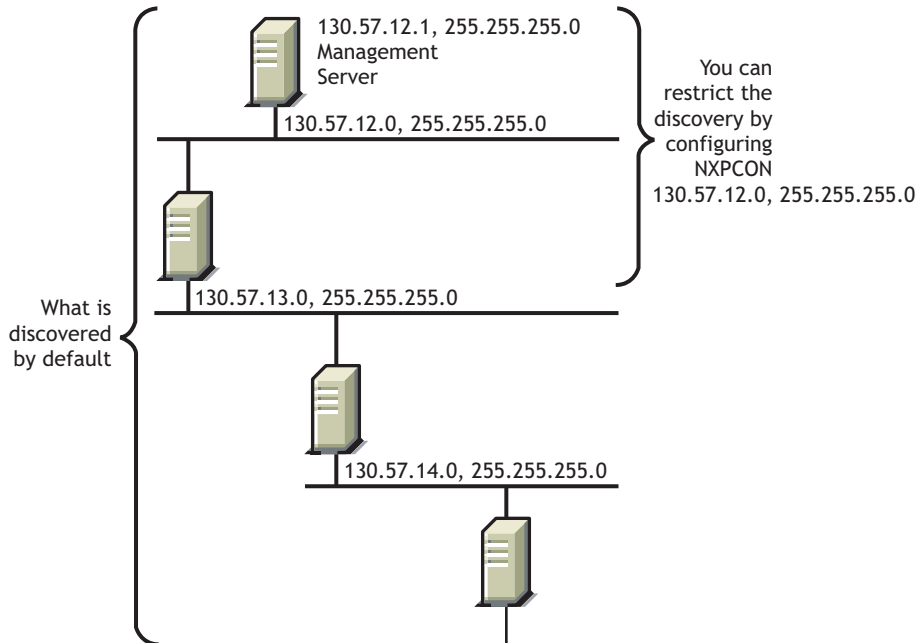 130.57.12.1, 255.255.255.0
Management
Server
130.57.12.0, 255.255.255.0
You can
restrict the
discovery by
configuring
NXPCON
130.57.12.0, 255.255.255.0
130.57.13.0, 255.255.255.0
What is
discovered
by default
130.57.14.0, 255.255.255.0